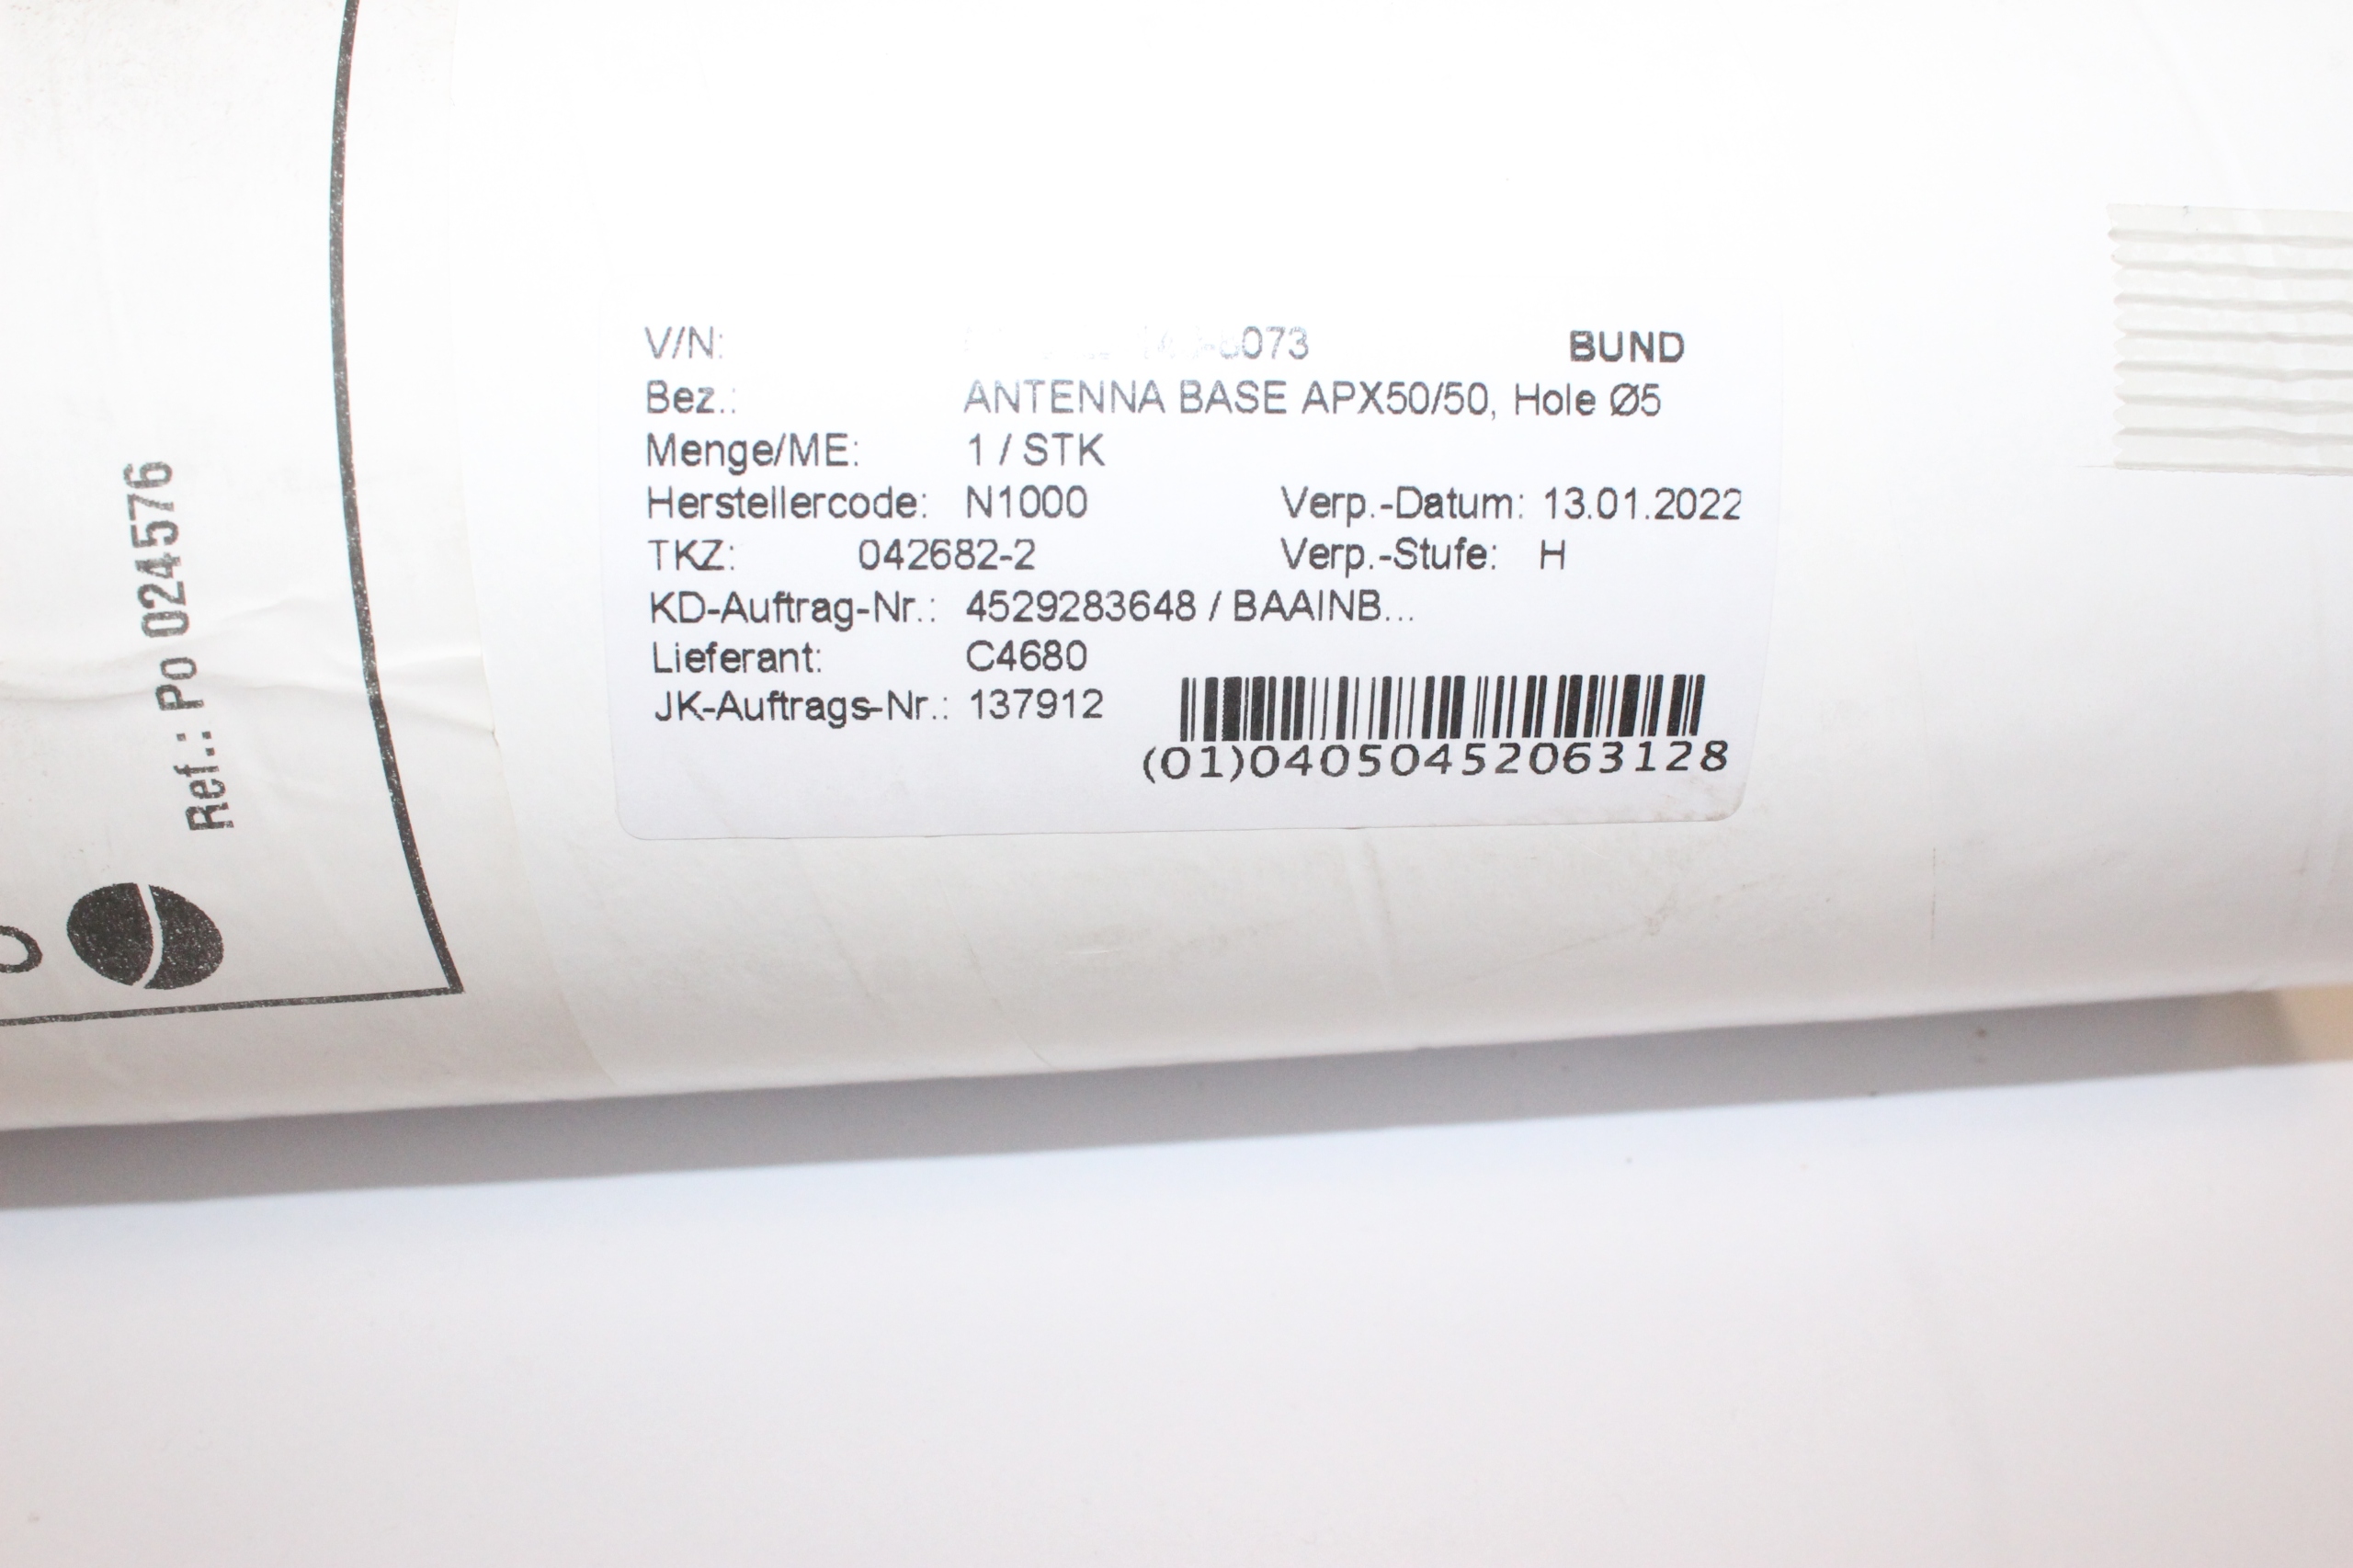 V/N: BUND
Bez.: ANTENNA BASE APX50/50, Hole Ø5
Menge/ME: 1 / STK
Herstellercode: N1000 Verp.-Datum: 13.01.2022
TKZ: 042682-2 Verp.-Stufe: H
KD-Auftrag-Nr.: 4529283648 / BAAINB...
Lieferant: C4680
JK-Auftrags-Nr.: 137912
(01)04050452063128
Ref.: Po 024576